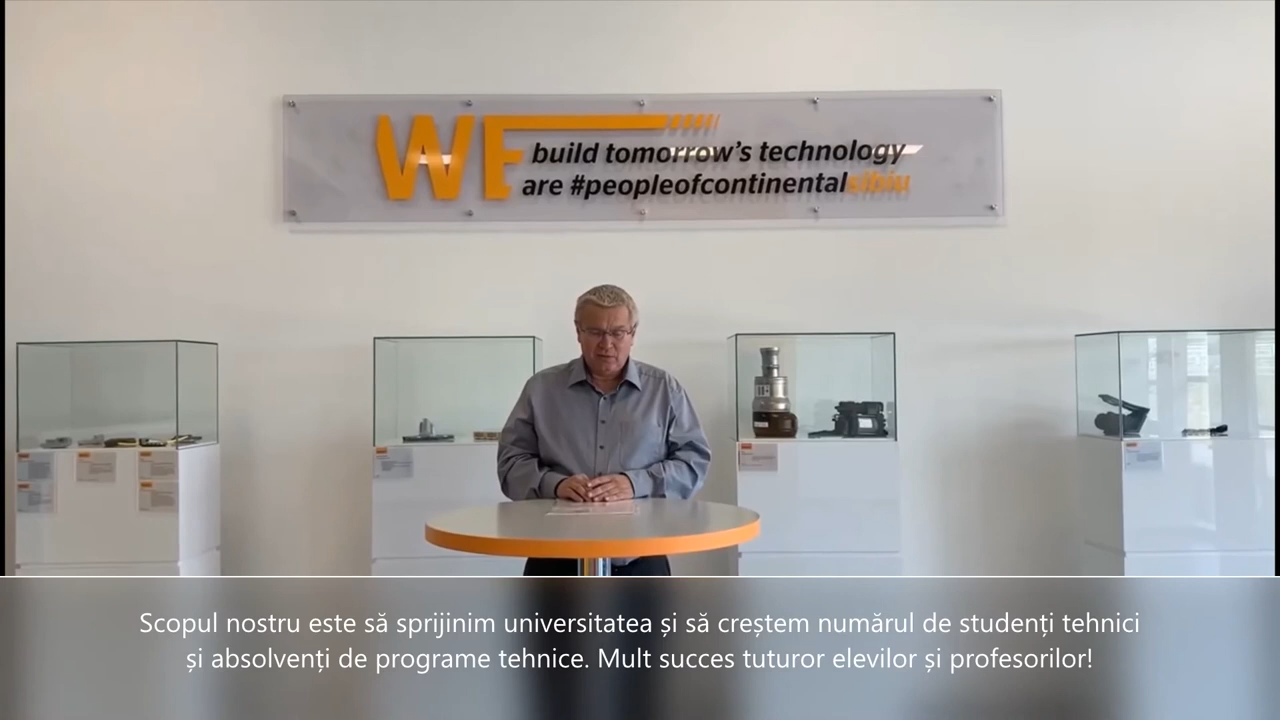 WE build tomorrow's technology
are #peopleofcontinentalsibiu
Scopul nostru este să sprijinim universitatea și să creștem numărul de studenți tehnici
și absolvenți de programe tehnice. Mult succes tuturor elevilor și profesorilor!